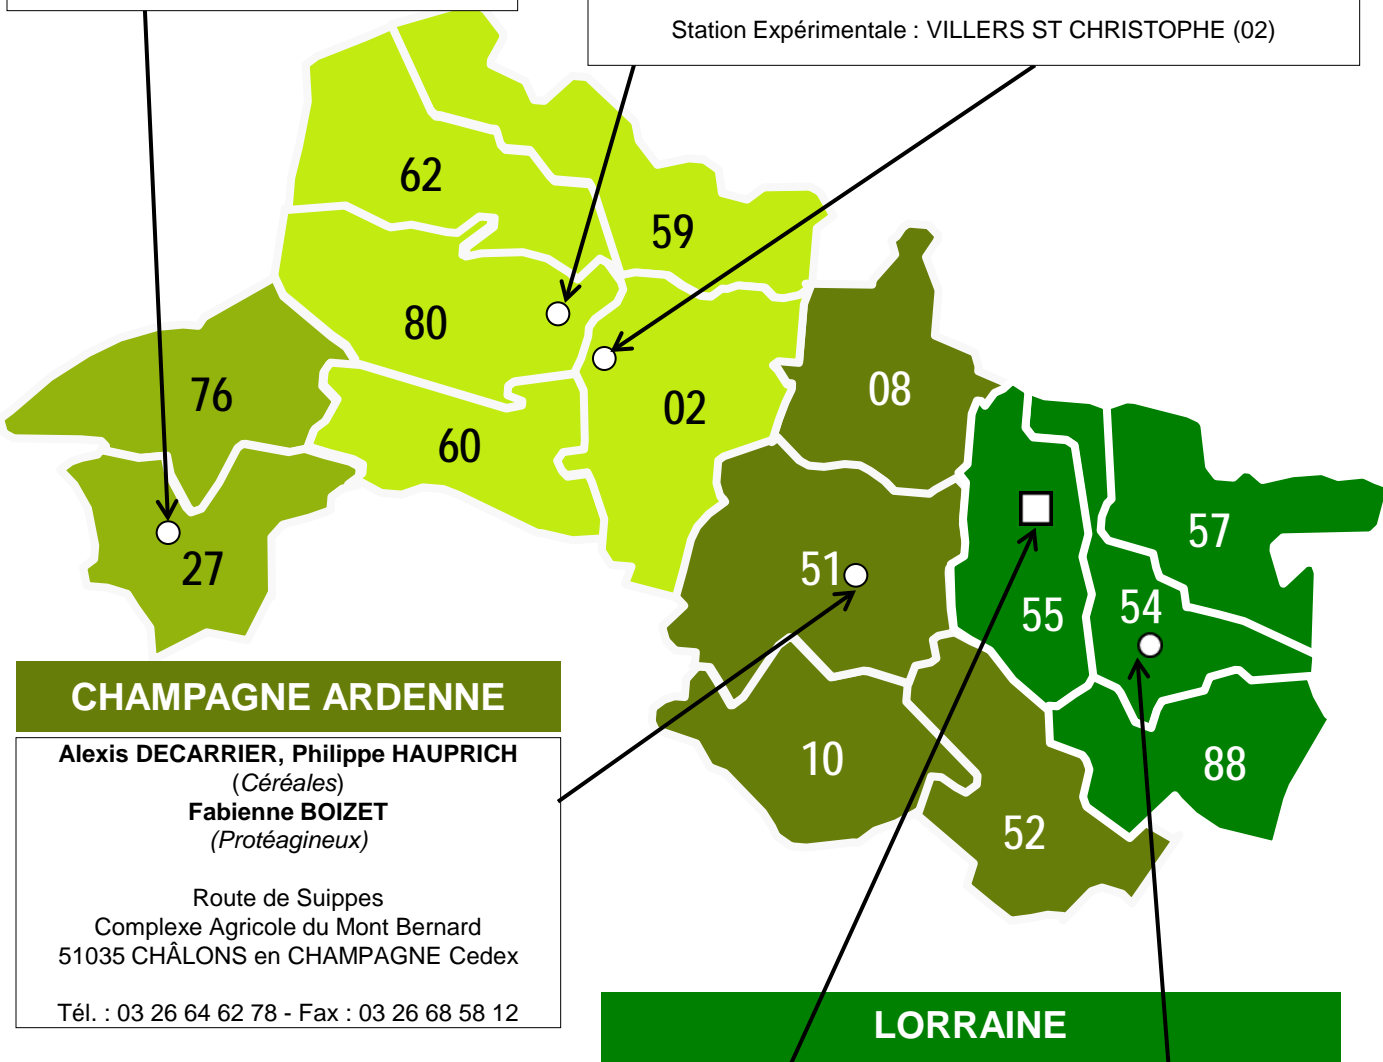 Station Expérimentale : VILLERS ST CHRISTOPHE (02)
62
59
80
76
02
08
60
57
27
51
55
54
10
88
52
CHAMPAGNE ARDENNE
Alexis DECARRIER, Philippe HAUPRICH
(Céréales)
Fabienne BOIZET
(Protéagineux)
Route de Suippes
Complexe Agricole du Mont Bernard
51035 CHÂLONS en CHAMPAGNE Cedex
Tél. : 03 26 64 62 78 - Fax : 03 26 68 58 12
LORRAINE